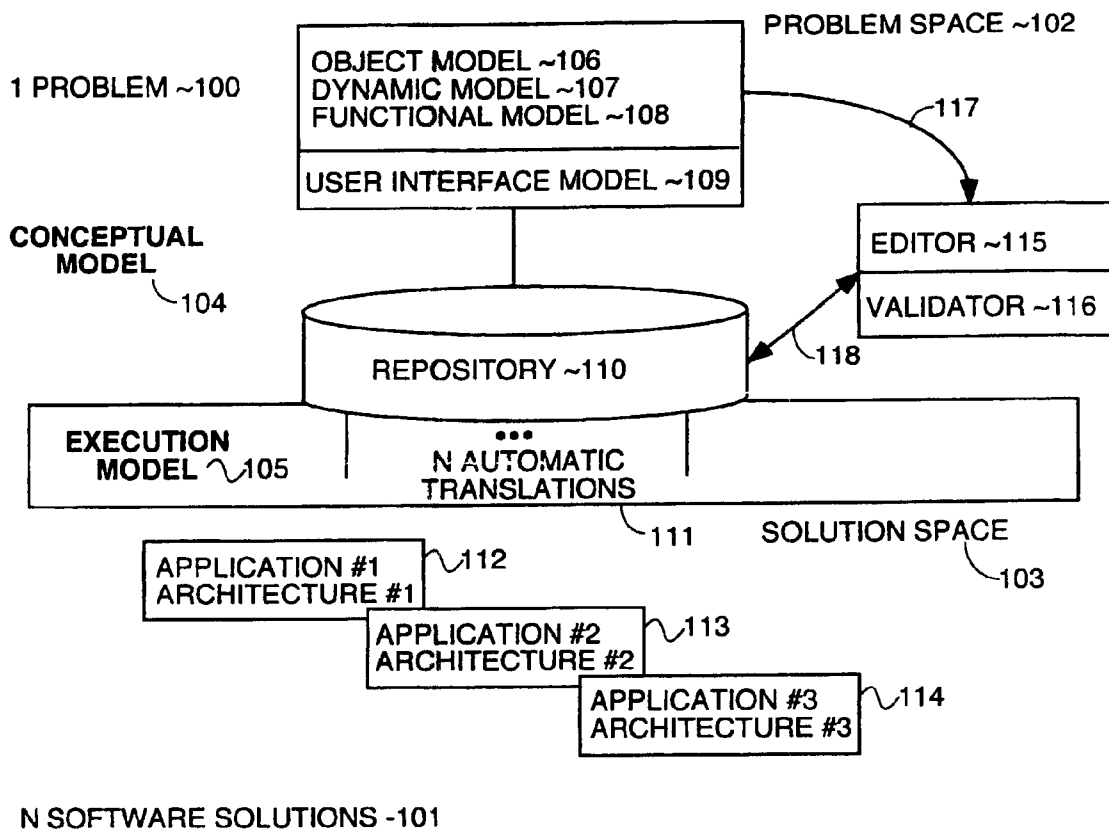 PROBLEM SPACE ~102
1 PROBLEM ~100
OBJECT MODEL ~106
DYNAMIC MODEL ~107
FUNCTIONAL MODEL ~108
USER INTERFACE MODEL ~109
117
CONCEPTUAL
MODEL
104
EDITOR ~115
VALIDATOR ~116
118
REPOSITORY ~110
EXECUTION
MODEL
105
•••
N AUTOMATIC
TRANSLATIONS
111
SOLUTION SPACE
103
APPLICATION #1
ARCHITECTURE #1
112
APPLICATION #2
ARCHITECTURE #2
113
APPLICATION #3
ARCHITECTURE #3
114
N SOFTWARE SOLUTIONS -101